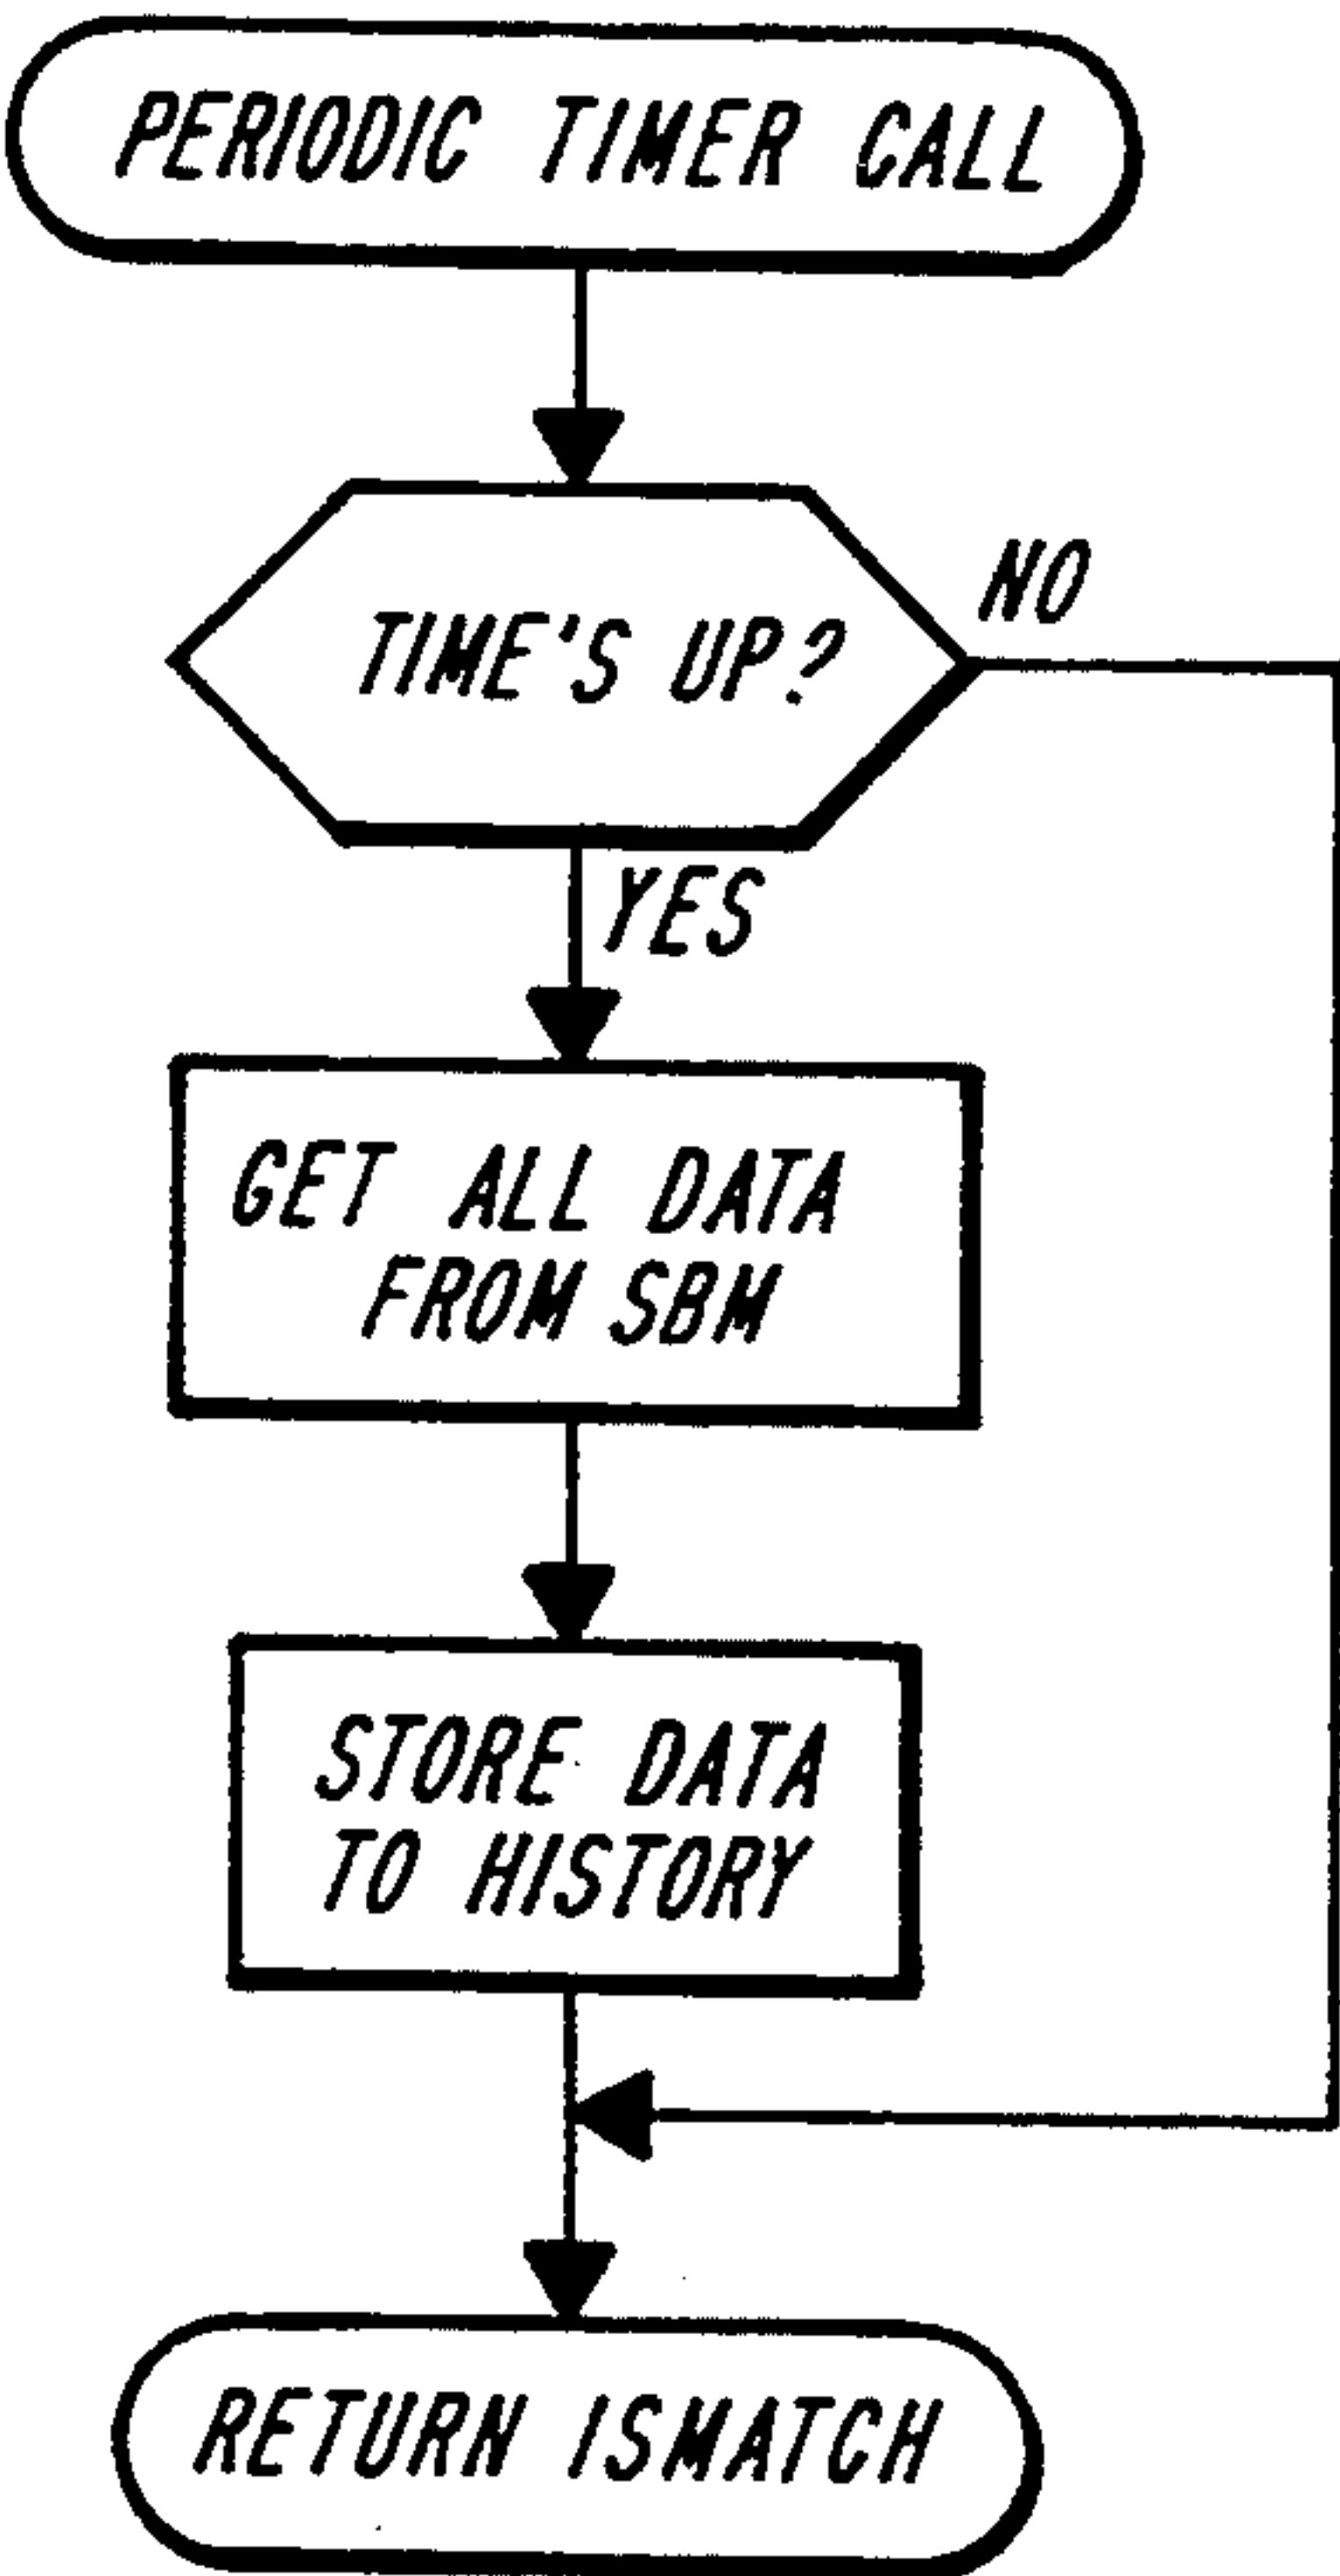 PERIODIC TIMER CALL
TIME'S UP?
NO
YES
GET ALL DATA
FROM SBM
STORE DATA
TO HISTORY
RETURN ISMATCH